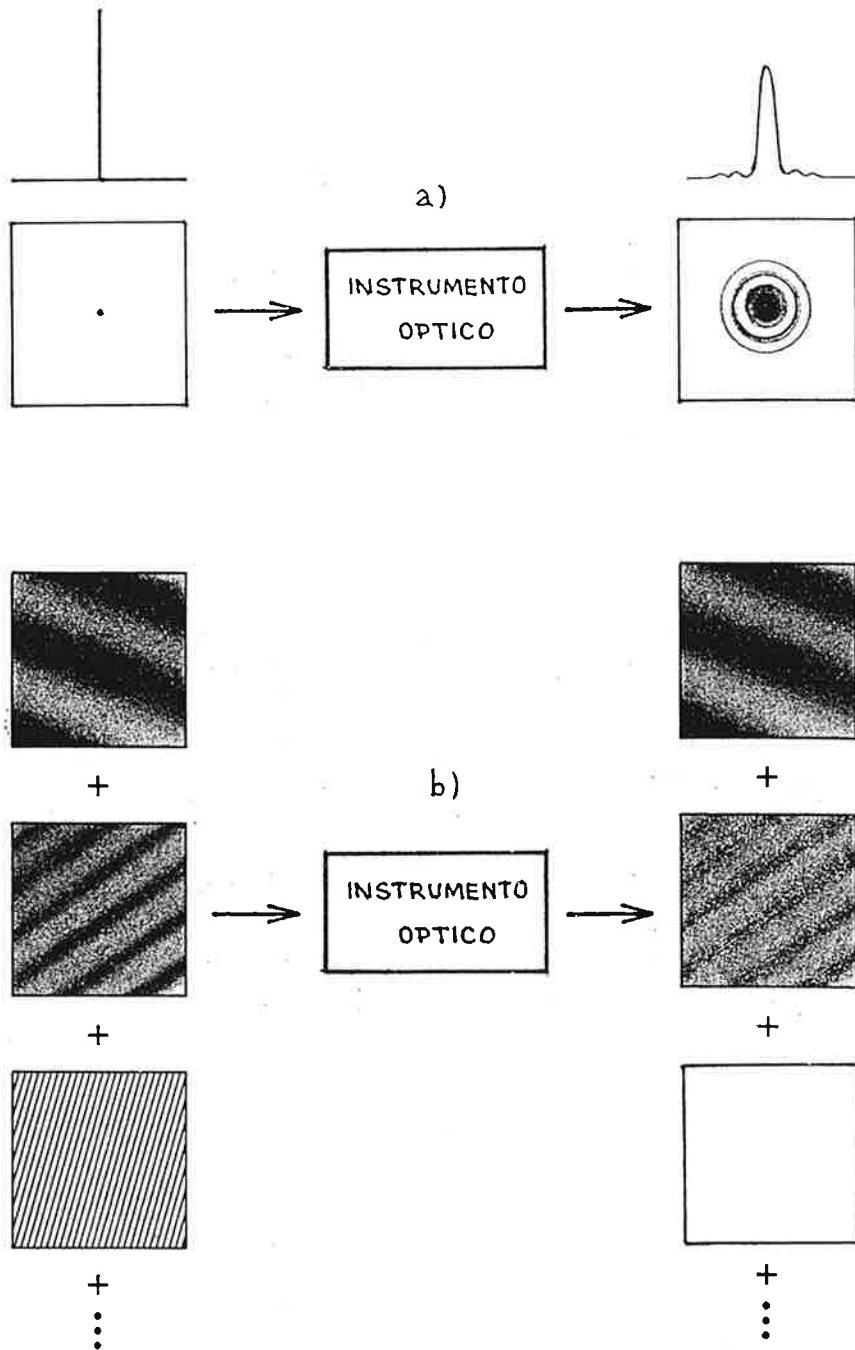 a)
INSTRUMENTO
OPTICO
+
+
b)
INSTRUMENTO
OPTICO
+
+
+
+